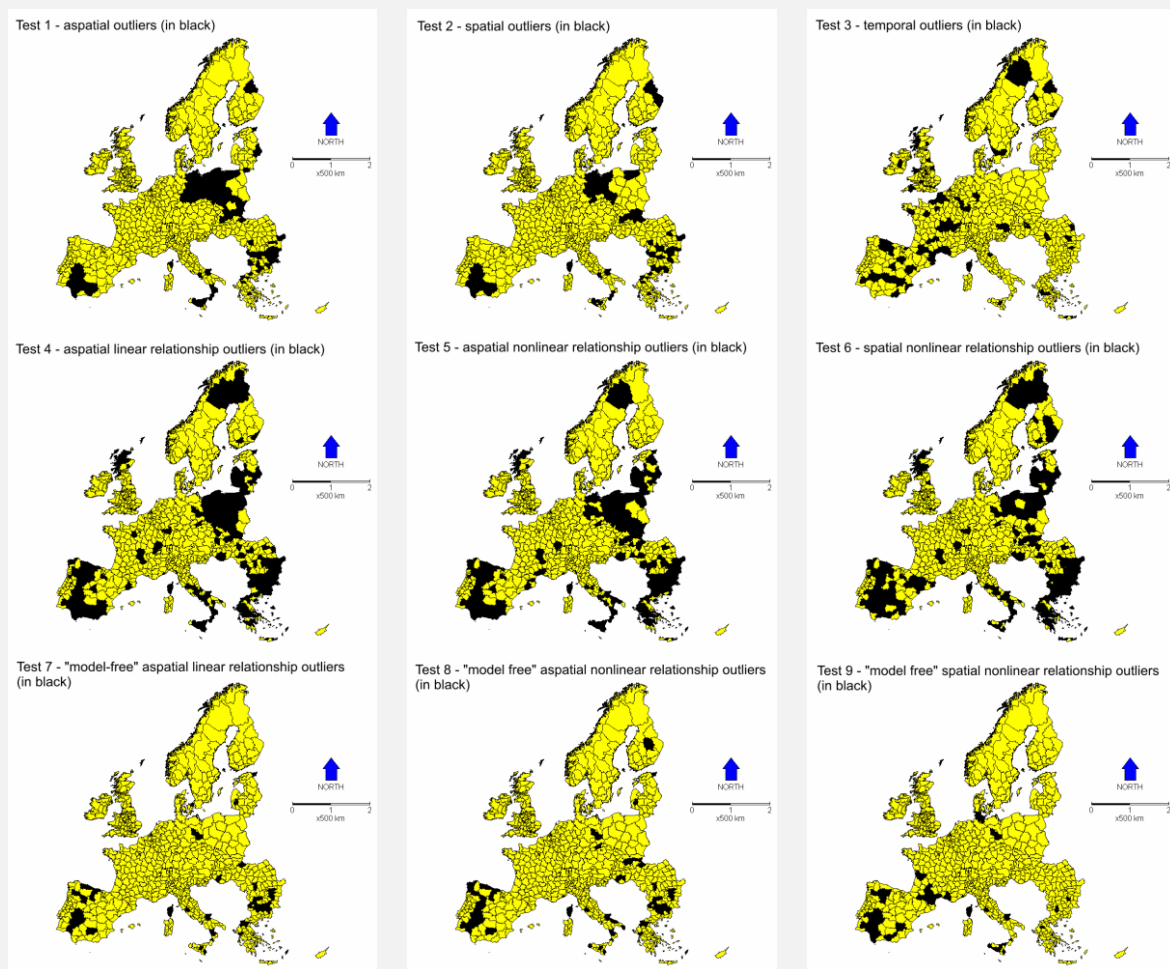 Test 1 - aspatial outliers (in black)
Test 2 - spatial outliers (in black)
Test 3 - temporal outliers (in black)
NORTH
0 1 2
x500 km
NORTH
0 1 2
x500 km
NORTH
0 1 2
x500 km
Test 4 - aspatial linear relationship outliers (in black)
Test 5 - aspatial nonlinear relationship outliers (in black)
Test 6 - spatial nonlinear relationship outliers (in black)
NORTH
0 1 2
x500 km
NORTH
0 1 2
x500 km
NORTH
0 1 2
x500 km
Test 7 - "model-free" aspatial linear relationship outliers
(in black)
Test 8 - "model free" aspatial nonlinear relationship outliers
(in black)
Test 9 - "model free" spatial nonlinear relationship outliers
(in black)
NORTH
0 1 2
x500 km
NORTH
0 1 2
x500 km
NORTH
0 1 2
x500 km